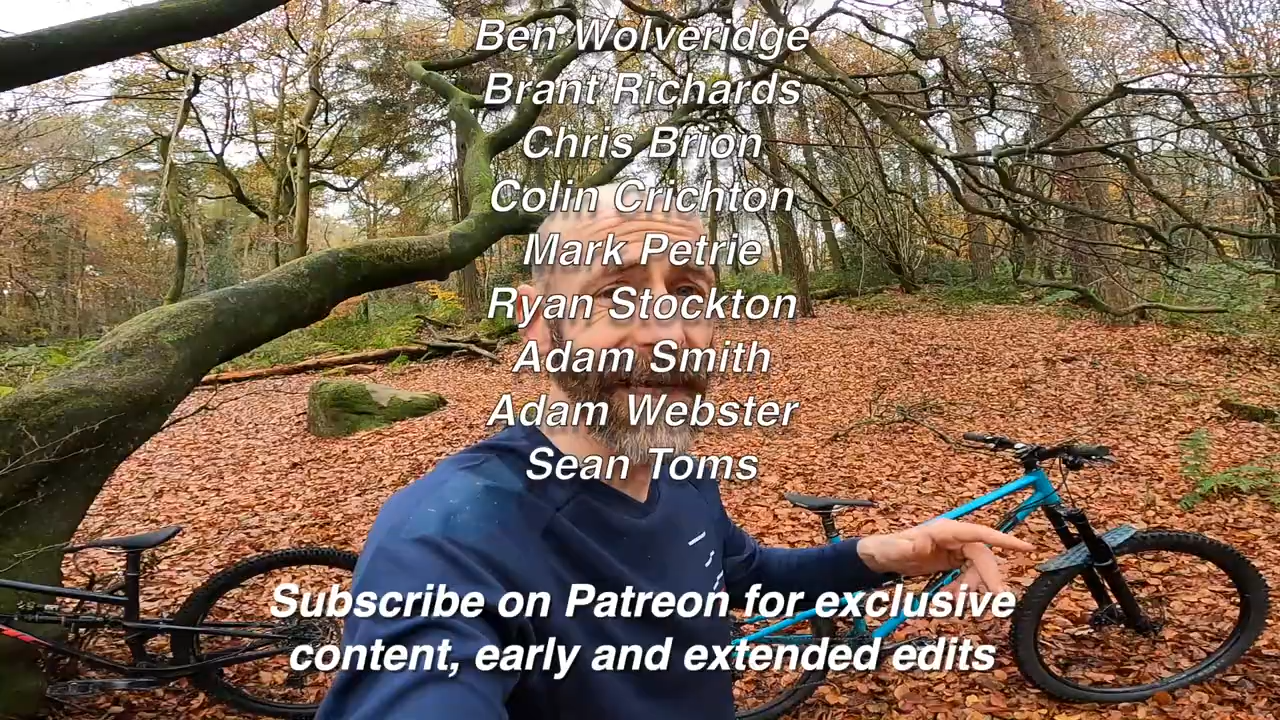 Ben Wolveridge
Brant Richards
Chris Brion
Colin Crichton
Mark Petrie
Ryan Stockton
Adam Smith
Adam Webster
Sean Toms
Subscribe on Patreon for exclusive
content, early and extended edits